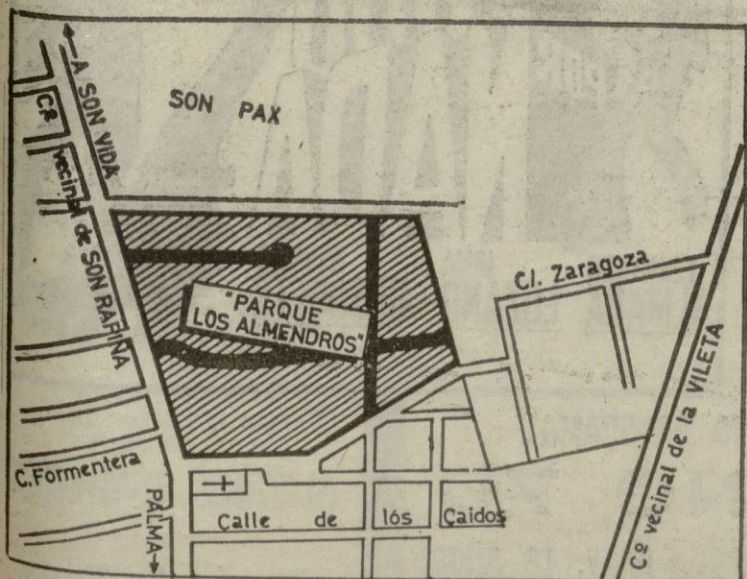 A SON VIDA
SON PAX
Cº vecinal de SON RAPIÑA
C/. Zaragoza
"PARQUE
LOS ALMENDROS"
Cº vecinal de la VILETA
C. Formentera
PALMA
Calle de lós Caidos